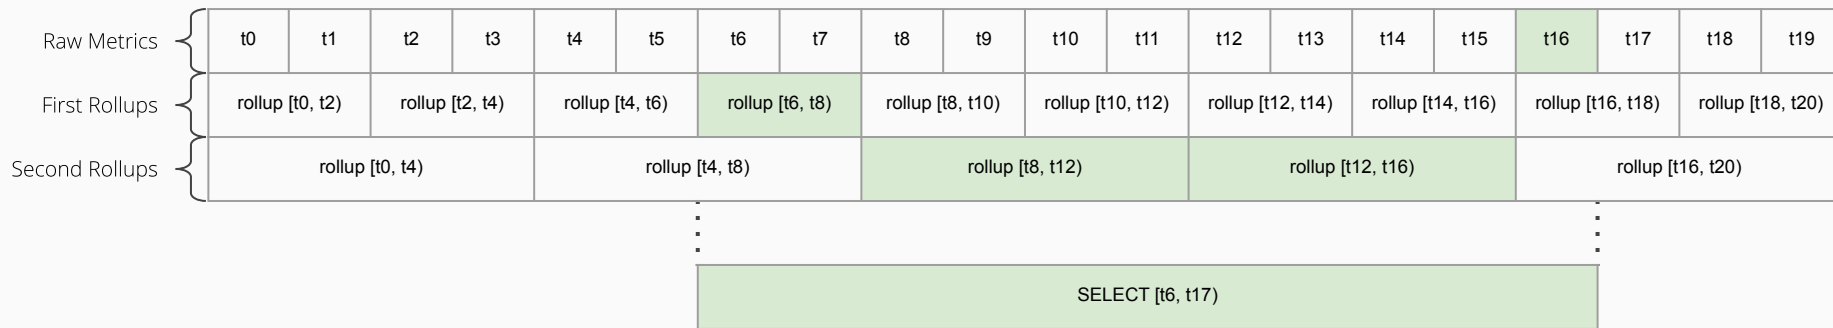 Raw Metrics t0 t1 t2 t3 t4 t5 t6 t7 t8 t9 t10 t11 t12 t13 t14 t15 t16 t17 t18 t19
First Rollups rollup [t0, t2) rollup [t2, t4) rollup [t4, t6) rollup [t6, t8) rollup [t8, t10) rollup [t10, t12) rollup [t12, t14) rollup [t14, t16) rollup [t16, t18) rollup [t18, t20)
Second Rollups rollup [t0, t4) rollup [t4, t8) rollup [t8, t12) rollup [t12, t16) rollup [t16, t20)
SELECT [t6, t17)